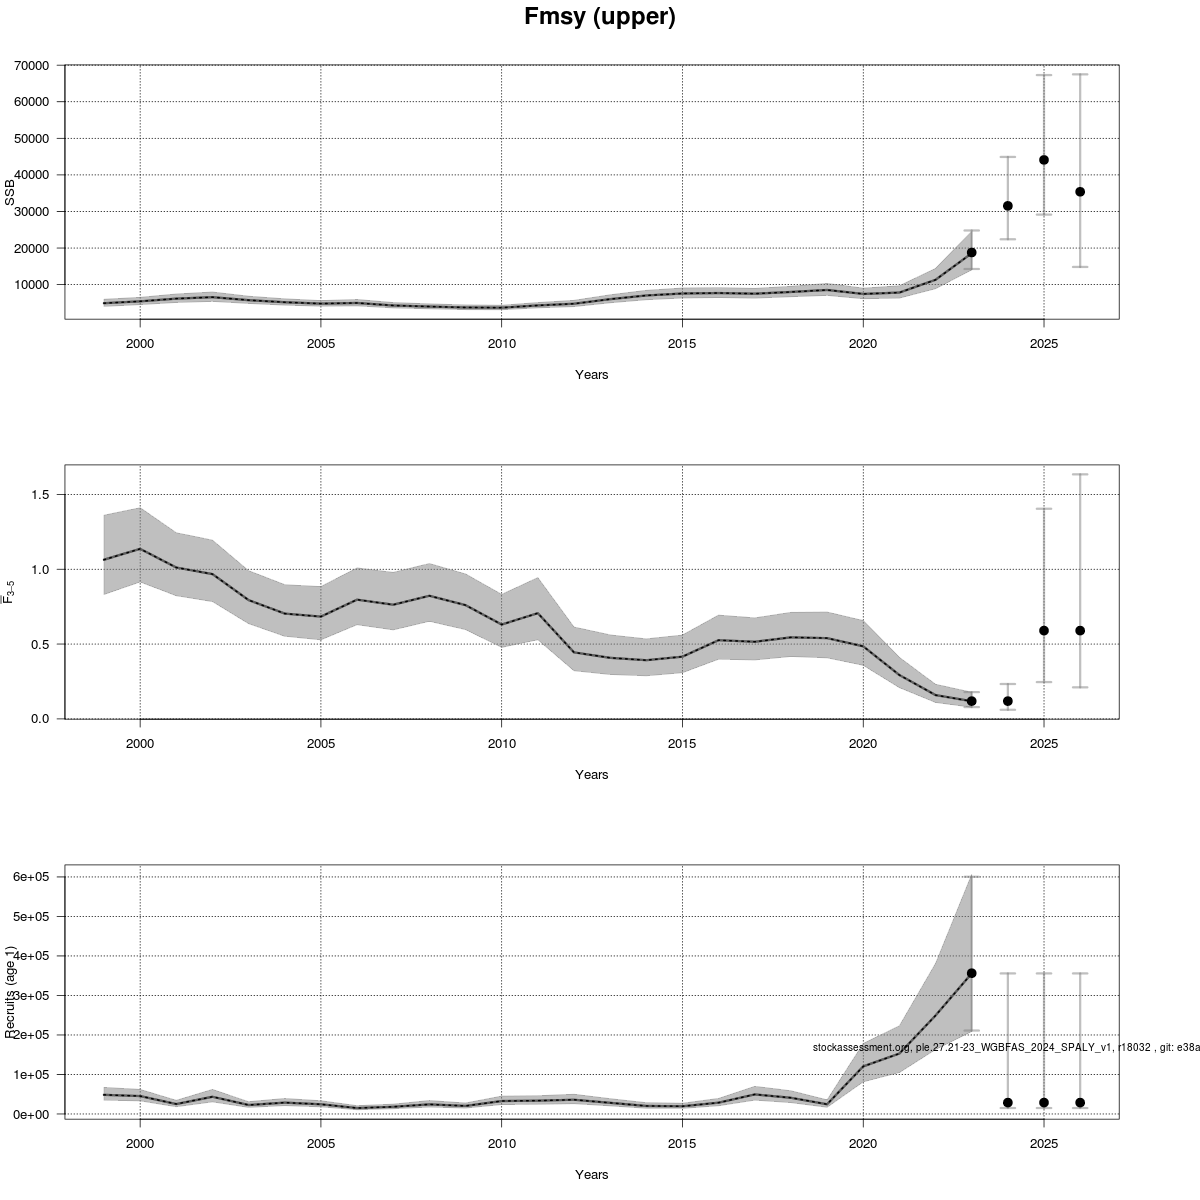 Fmsy (upper)
70000
60000
50000
40000
30000
20000
10000
SSB
2000 2005 2010 2015 2020 2025
Years
1.5
1.0
0.5
0.0
F̅3−5
2000 2005 2010 2015 2020 2025
Years
6e+05
5e+05
4e+05
3e+05
2e+05
1e+05
0e+00
Recruits (age 1)
stockassessment.org, ple.27.21-23_WGBFAS_2024_SPALY_v1, r18032 , git: e38a
2000 2005 2010 2015 2020 2025
Years